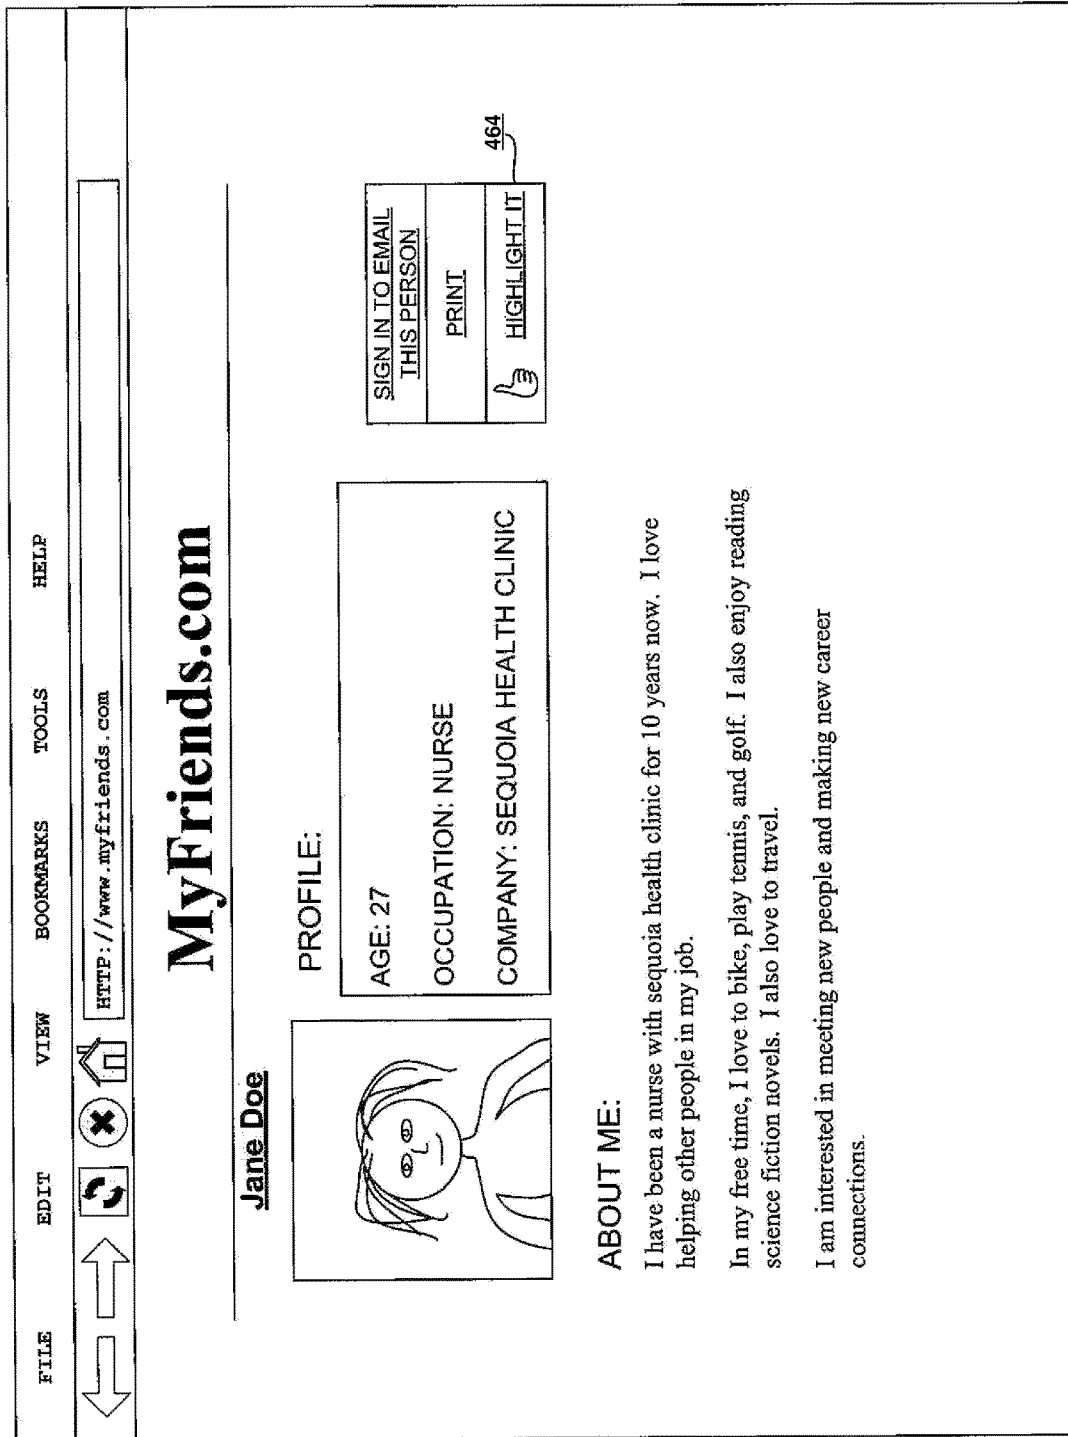 FILE EDIT VIEW BOOKMARKS TOOLS HELP
HTTP://www.myfriends.com
MyFriends.com
Jane Doe
PROFILE:
AGE: 27
OCCUPATION: NURSE
COMPANY: SEQUOIA HEALTH CLINIC
SIGN IN TO EMAIL
THIS PERSON
PRINT
HIGHLIGHT IT
464
ABOUT ME:
I have been a nurse with sequoia health clinic for 10 years now. I love
helping other people in my job.
In my free time, I love to bike, play tennis, and golf. I also enjoy reading
science fiction novels. I also love to travel.
I am interested in meeting new people and making new career
connections.